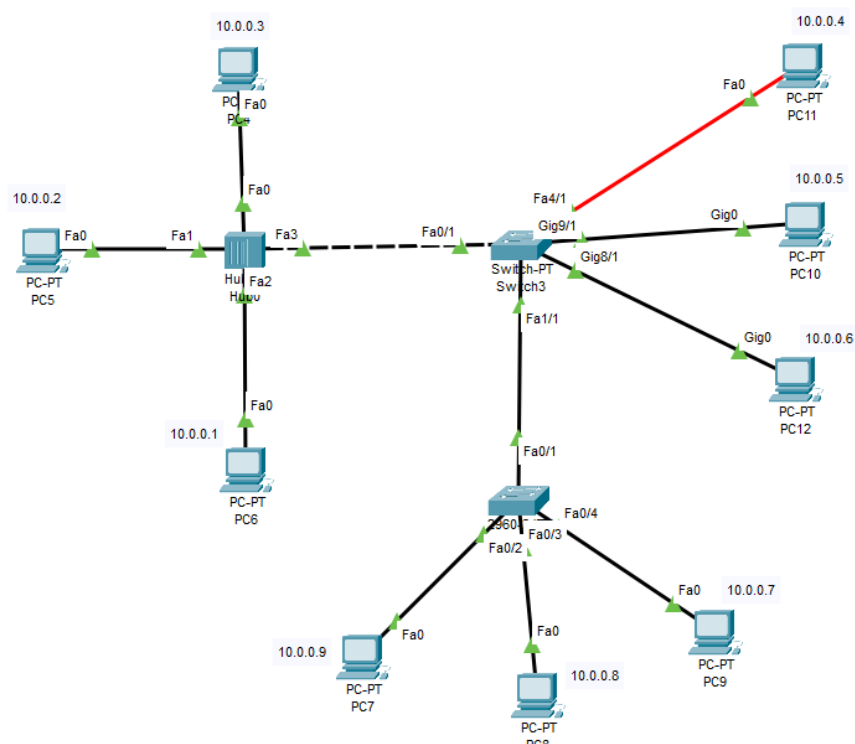 10.0.0.3
10.0.0.4
Fa0
PC-PT
PC11
Fa0
10.0.0.2
Fa0
Fa1
Fa3
Fa0
PC-PT
PC5
Fa2
Fa0/1
Fa4/1
Gig9/1
Gig8/1
Switch-PT
Switch3
Fa1/1
10.0.0.5
Gig0
PC-PT
PC10
10.0.0.6
Gig0
PC-PT
PC12
10.0.0.1
Fa0
PC-PT
PC6
Fa0/1
Fa0/4
Fa0/3
Fa0/2
10.0.0.9
Fa0
PC-PT
PC7
Fa0
10.0.0.8
10.0.0.7
Fa0
PC-PT
PC9
PC-PT